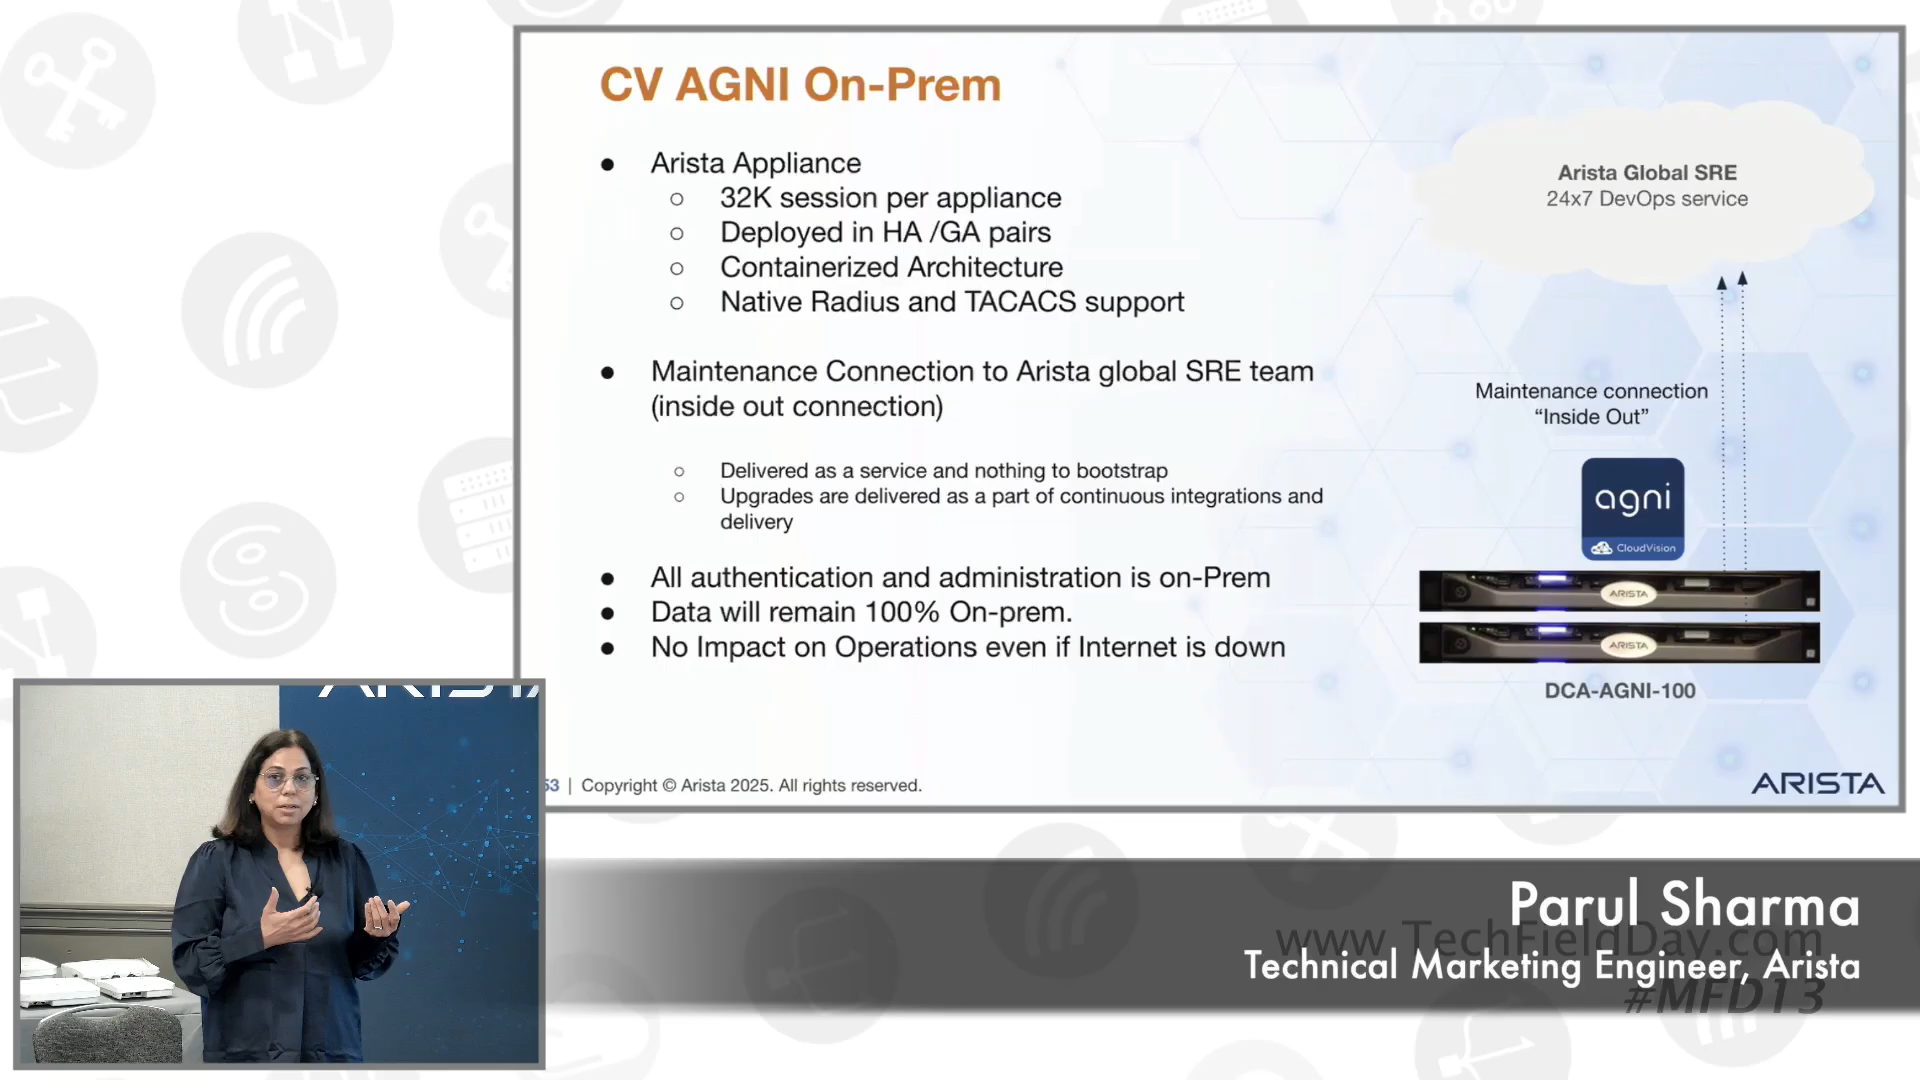 CV AGNI On-Prem
● Arista Appliance
○ 32K session per appliance
○ Deployed in HA /GA pairs
○ Containerized Architecture
○ Native Radius and TACACS support
● Maintenance Connection to Arista global SRE team
(inside out connection)
○ Delivered as a service and nothing to bootstrap
○ Upgrades are delivered as a part of continuous integrations and
delivery
● All authentication and administration is on-Prem
● Data will remain 100% On-prem.
● No Impact on Operations even if Internet is down
Arista Global SRE
24x7 DevOps service
Maintenance connection
“Inside Out”
agni
CloudVision
ARISTA
ARISTA
DCA-AGNI-100
53 | Copyright © Arista 2025. All rights reserved.
ARISTA
ARISTA
Parul Sharma
www.TechFieldDay.com
Technical Marketing Engineer, Arista
#MFD13